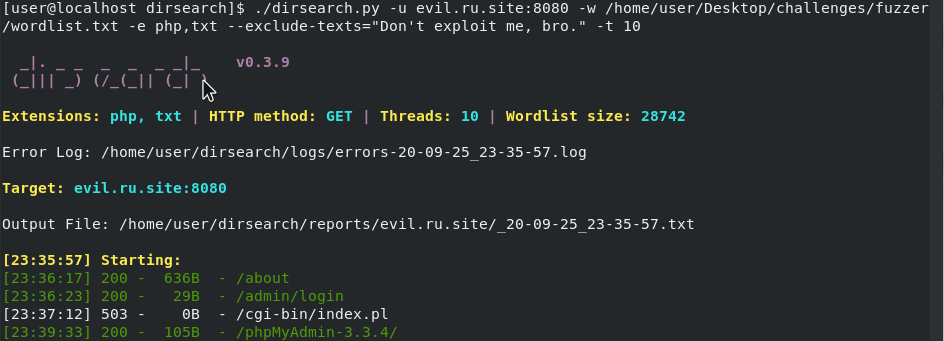 [user@localhost dirsearch]$ ./dirsearch.py -u evil.ru.site:8080 -w /home/user/Desktop/challenges/fuzzer
/wordlist.txt -e php,txt --exclude-texts="Don't exploit me, bro." -t 10
  _|. _ _  _  _  _ _|_    v0.3.9
 (_||| _) (/_(_|| (_| )
Extensions: php, txt | HTTP method: GET | Threads: 10 | Wordlist size: 28742
Error Log: /home/user/dirsearch/logs/errors-20-09-25_23-35-57.log
Target: evil.ru.site:8080
Output File: /home/user/dirsearch/reports/evil.ru.site/_20-09-25_23-35-57.txt
[23:35:57] Starting:
[23:36:17] 200 -  636B  - /about
[23:36:23] 200 -   29B  - /admin/login
[23:37:12] 503 -    0B  - /cgi-bin/index.pl
[23:39:33] 200 -  105B  - /phpMyAdmin-3.3.4/